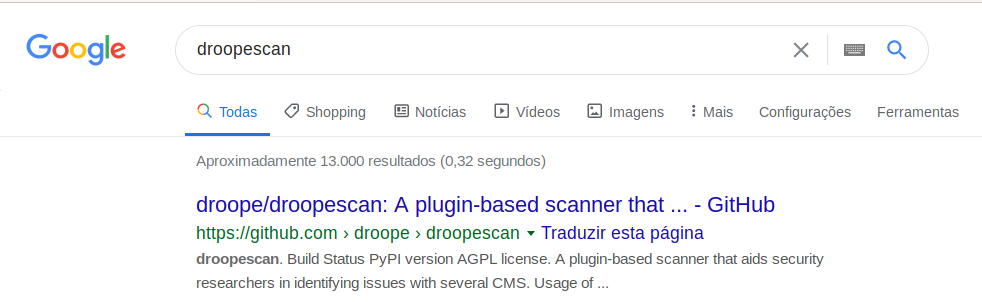 Google
droopescan
Todas Shopping Notícias Vídeos Imagens Mais Configurações Ferramentas
Aproximadamente 13.000 resultados (0,32 segundos)
droope/droopescan: A plugin-based scanner that ... - GitHub
https://github.com › droope › droopescan ▾ Traduzir esta página
droopescan. Build Status PyPI version AGPL license. A plugin-based scanner that aids security
researchers in identifying issues with several CMS. Usage of ...